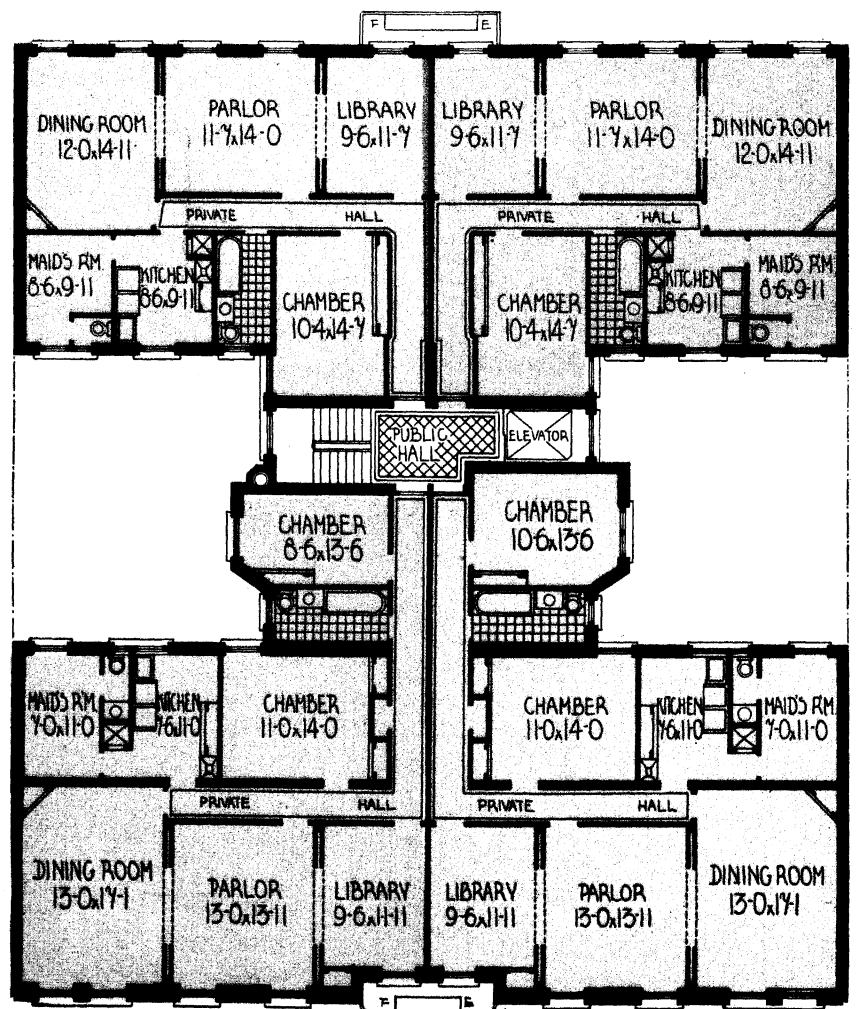 F E
DINING ROOM
12-0x14-11
PARLOR
11-7x14-0
LIBRARY
9-6x11-7
LIBRARY
9-6x11-7
PARLOR
11-7x14-0
DINING ROOM
12-0x14-11
PRIVATE HALL
PRIVATE HALL
MAID'S R'M.
8-6x9-11
KITCHEN
8-6x9-11
CHAMBER
10-4x14-7
CHAMBER
10-4x14-7
KITCHEN
8-6x9-11
MAID'S R'M.
8-6x9-11
PUBLIC
HALL
ELEVATOR
CHAMBER
8-6x13-6
CHAMBER
10-6x13-6
MAID'S R'M.
7-0x11-0
KITCHEN
7-6x11-0
CHAMBER
11-0x14-0
CHAMBER
11-0x14-0
KITCHEN
7-6x11-0
MAID'S R'M.
7-0x11-0
PRIVATE HALL
PRIVATE HALL
DINING ROOM
13-0x17-1
PARLOR
13-0x13-11
LIBRARY
9-6x11-11
LIBRARY
9-6x11-11
PARLOR
13-0x13-11
DINING ROOM
13-0x17-1
F E